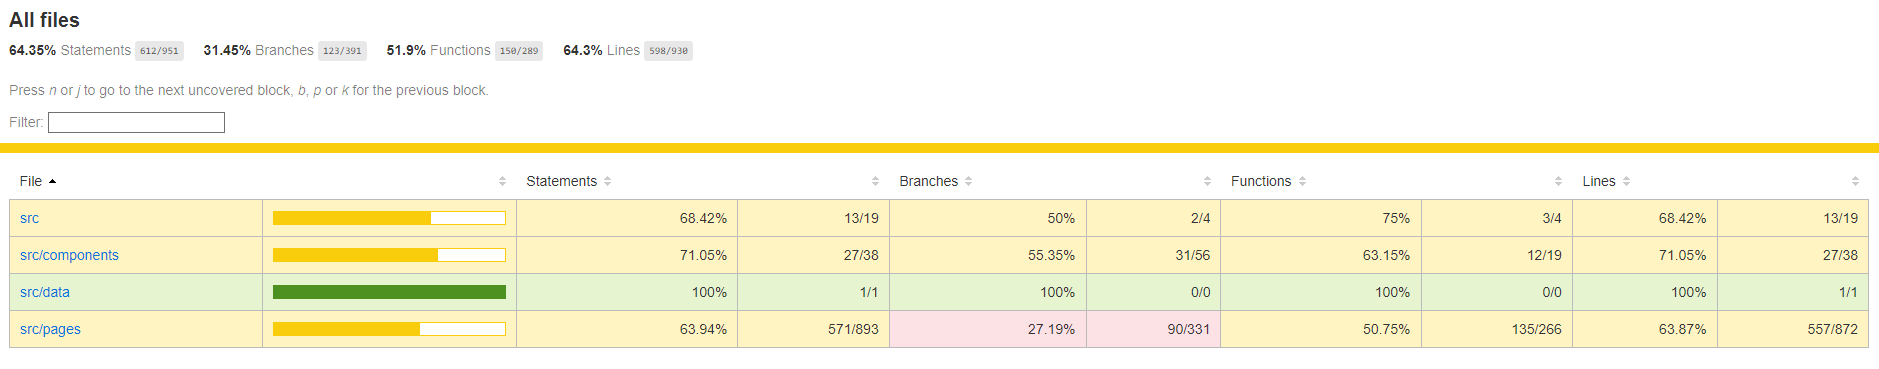 All files
64.35% Statements 612/951 31.45% Branches 123/391 51.9% Functions 150/289 64.3% Lines 598/930
Press n or j to go to the next uncovered block, b, p or k for the previous block.
Filter:
File Statements Branches Functions Lines
src 68.42% 13/19 50% 2/4 75% 3/4 68.42% 13/19
src/components 71.05% 27/38 55.35% 31/56 63.15% 12/19 71.05% 27/38
src/data 100% 1/1 100% 0/0 100% 0/0 100% 1/1
src/pages 63.94% 571/893 27.19% 90/331 50.75% 135/266 63.87% 557/872